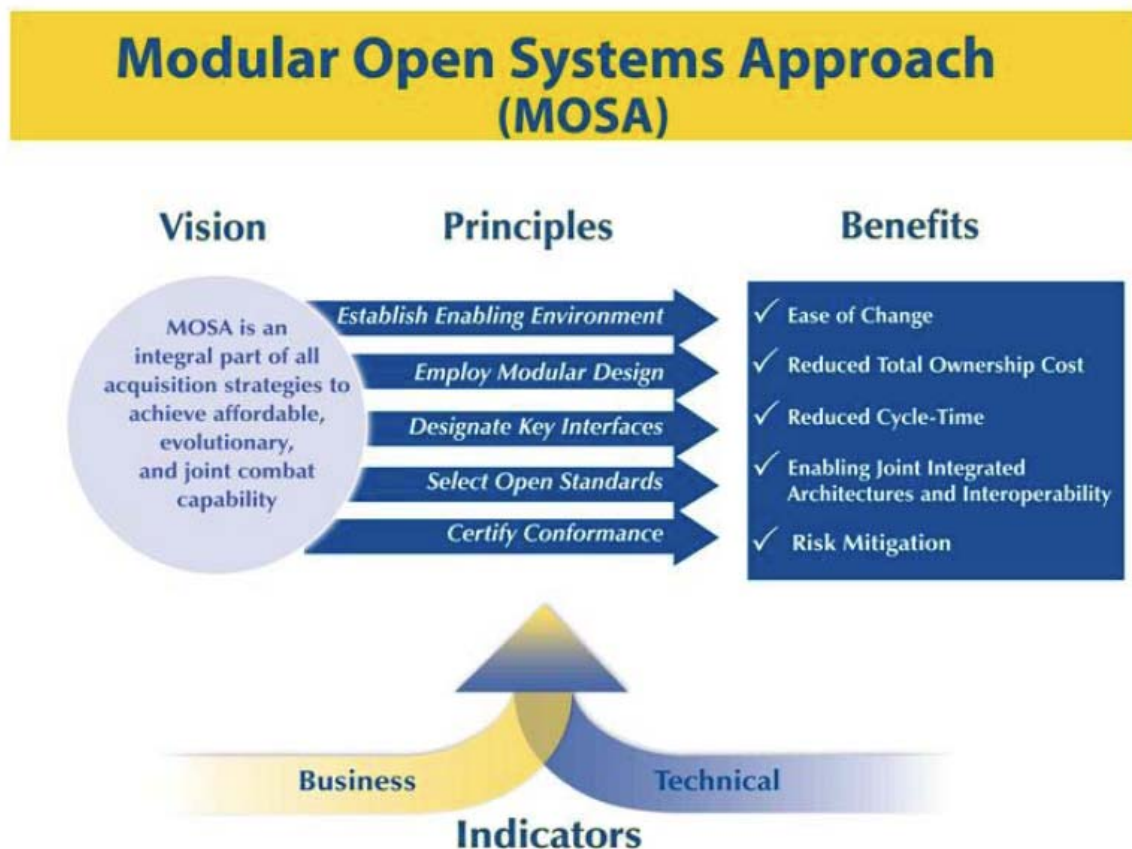 Modular Open Systems Approach
(MOSA)
Vision
Principles
Benefits
MOSA is an
integral part of all
acquisition strategies to
achieve affordable,
evolutionary,
and joint combat
capability
Establish Enabling Environment
Employ Modular Design
Designate Key Interfaces
Select Open Standards
Certify Conformance
✓ Ease of Change
✓ Reduced Total Ownership Cost
✓ Reduced Cycle-Time
✓ Enabling Joint Integrated
Architectures and Interoperability
✓ Risk Mitigation
Business
Technical
Indicators